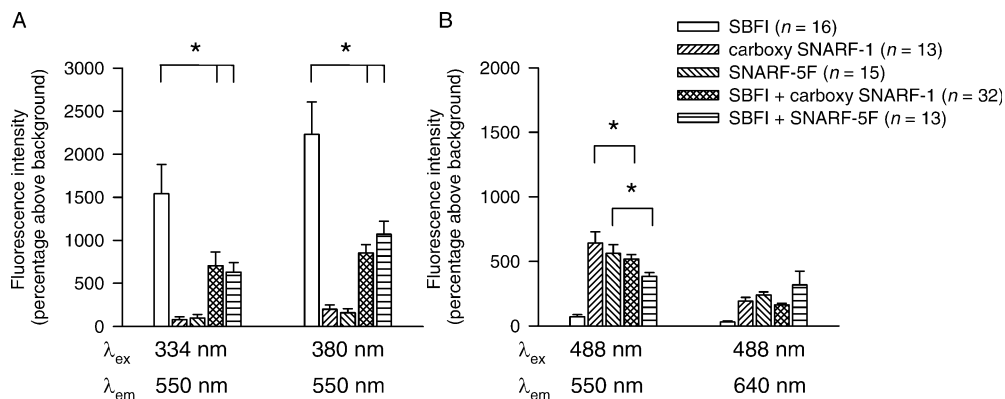 A
B
SBFI (n = 16)
carboxy SNARF-1 (n = 13)
SNARF-5F (n = 15)
SBFI + carboxy SNARF-1 (n = 32)
SBFI + SNARF-5F (n = 13)
Fluorescence intensity
(percentage above background)
3000
2500
2000
1500
1000
500
0
*
*
λex 334 nm 380 nm
λem 550 nm 550 nm
Fluorescence intensity
(percentage above background)
2000
1500
1000
500
0
*
*
λex 488 nm 488 nm
λem 550 nm 640 nm